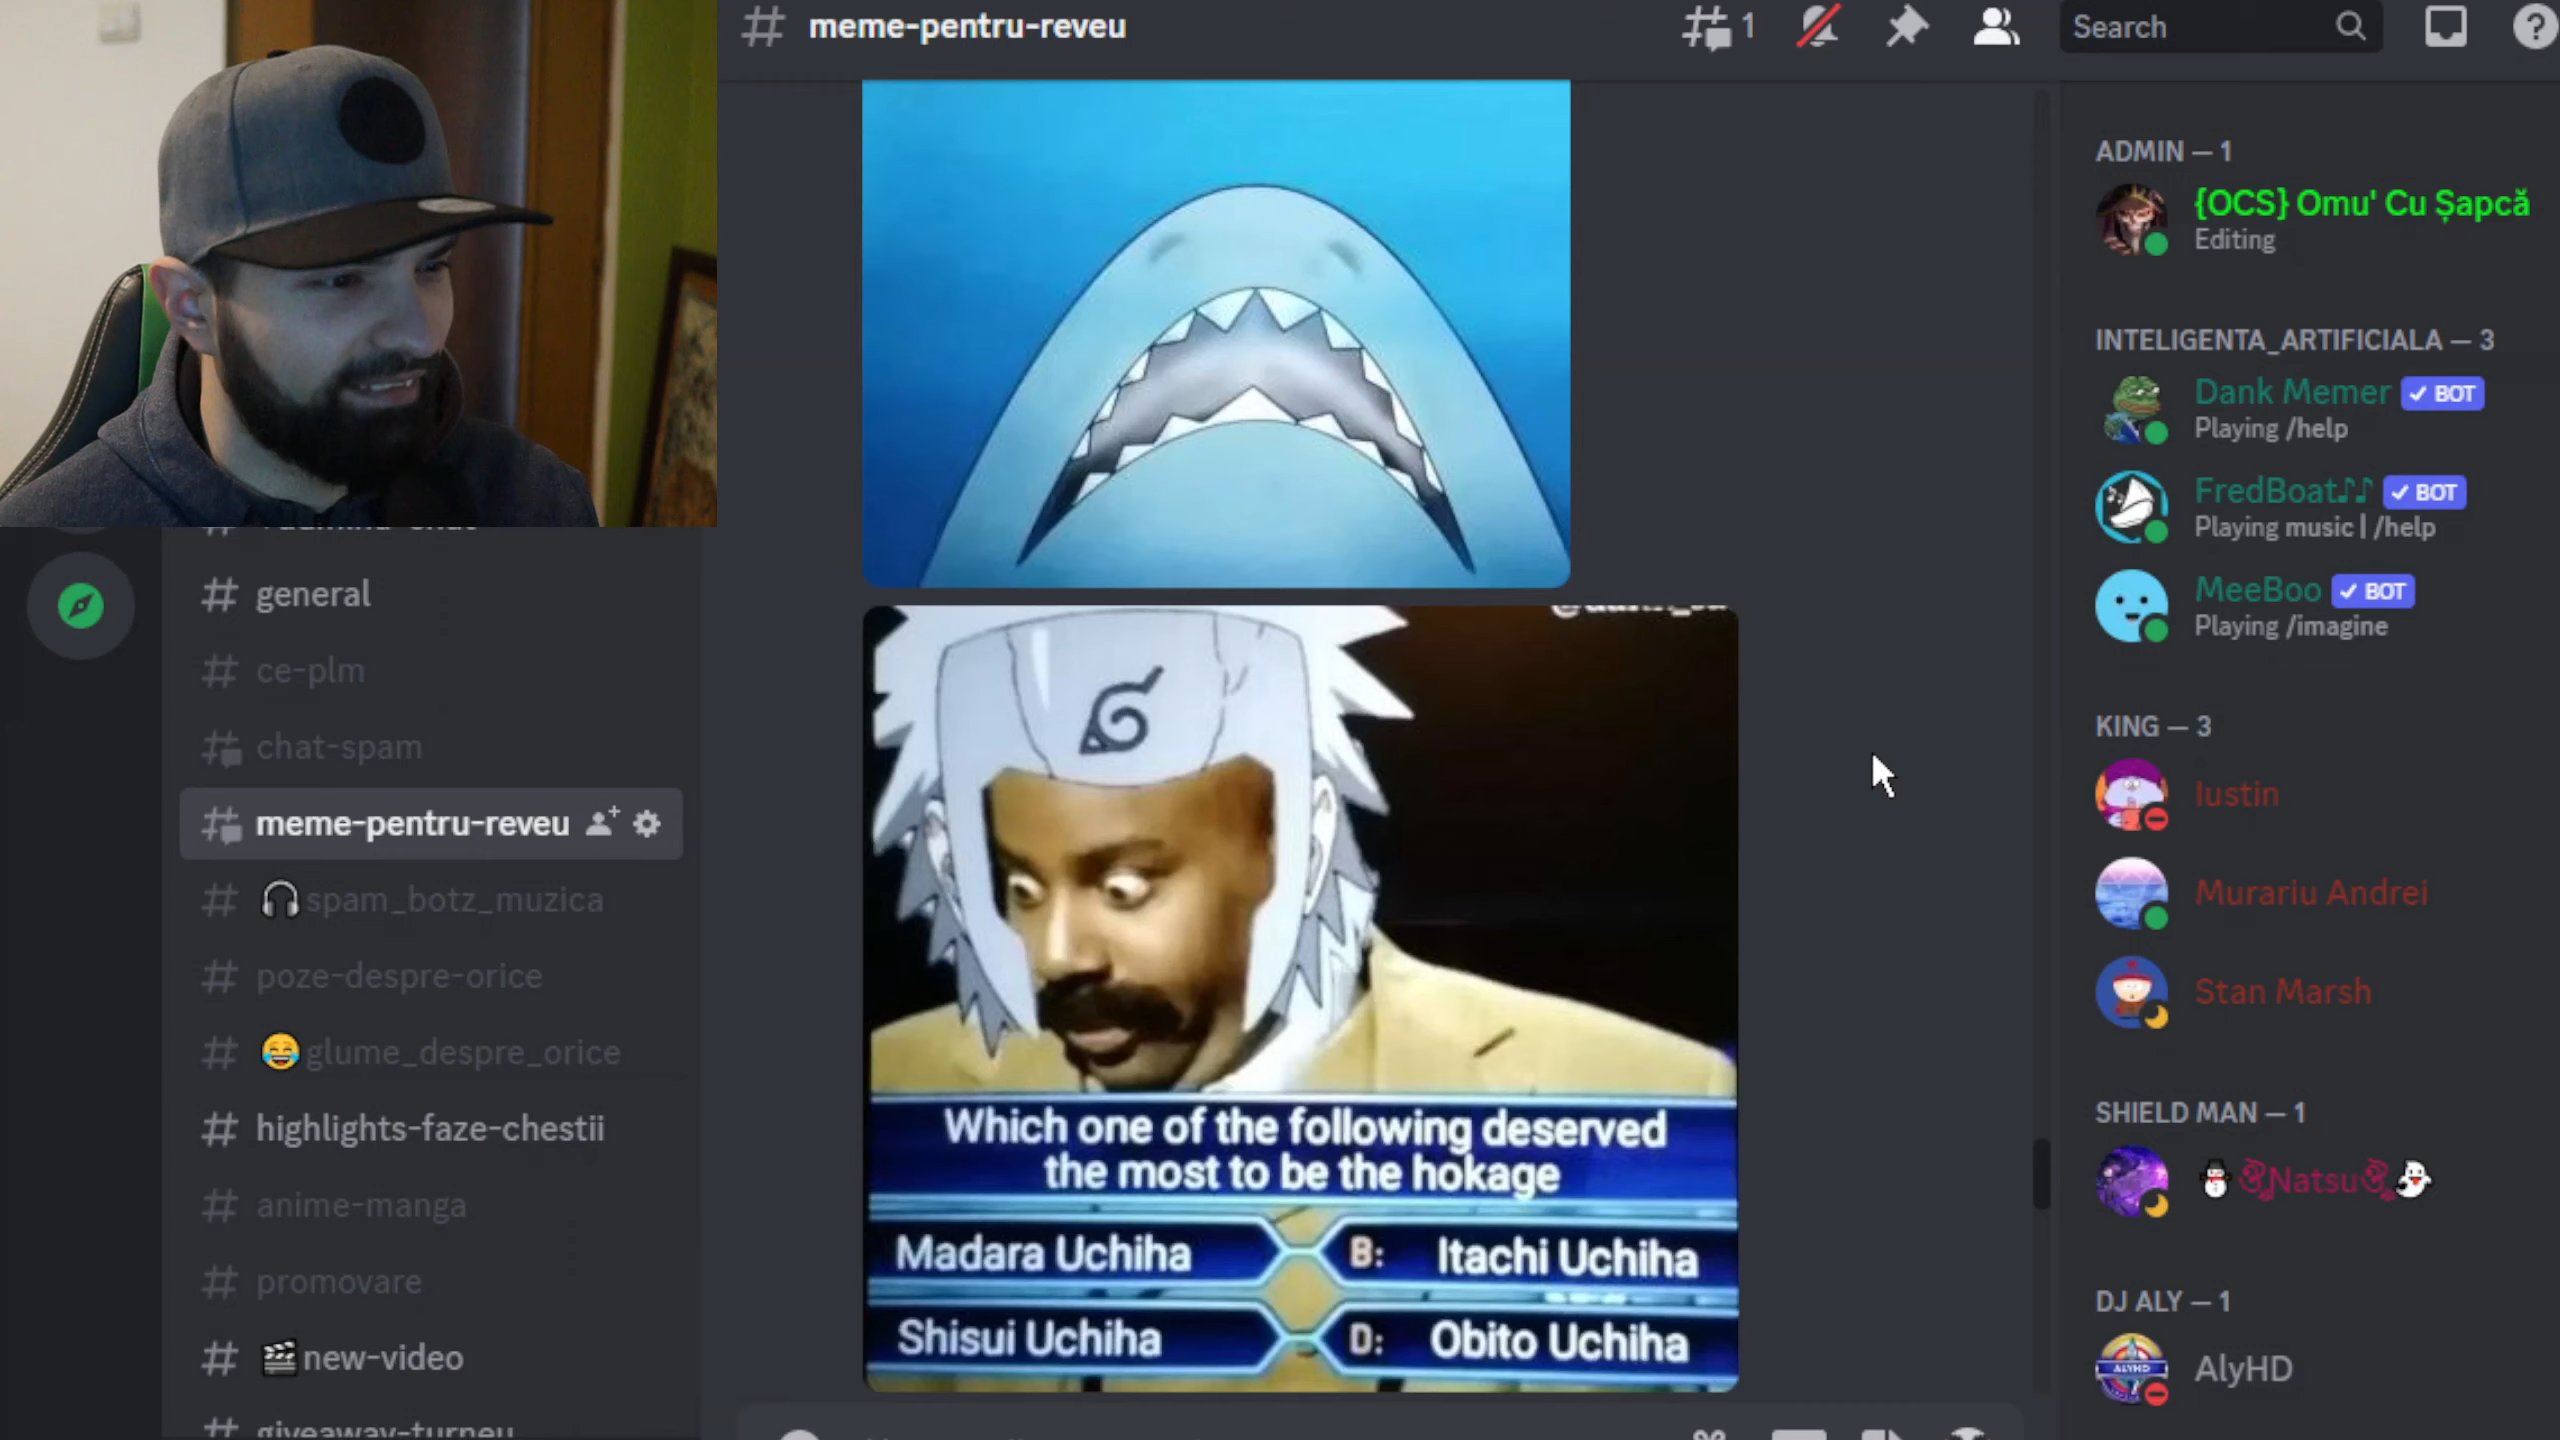 meme-pentru-reveu
1
Search
general
ce-plm
chat-spam
meme-pentru-reveu
spam_botz_muzica
poze-despre-orice
glume_despre_orice
highlights-faze-chestii
anime-manga
promovare
new-video
giveaway-turneu
Which one of the following deserved
the most to be the hokage
Madara Uchiha
B: Itachi Uchiha
Shisui Uchiha
D: Obito Uchiha
ADMIN — 1
{OCS} Omu' Cu Șapcă
Editing
INTELIGENTA_ARTIFICIALA — 3
Dank Memer ✓ BOT
Playing /help
FredBoat♪♪ ✓ BOT
Playing music | /help
MeeBoo ✓ BOT
Playing /imagine
KING — 3
Iustin
Murariu Andrei
Stan Marsh
SHIELD MAN — 1
Natsu
DJ ALY — 1
ALYHD
AlyHD